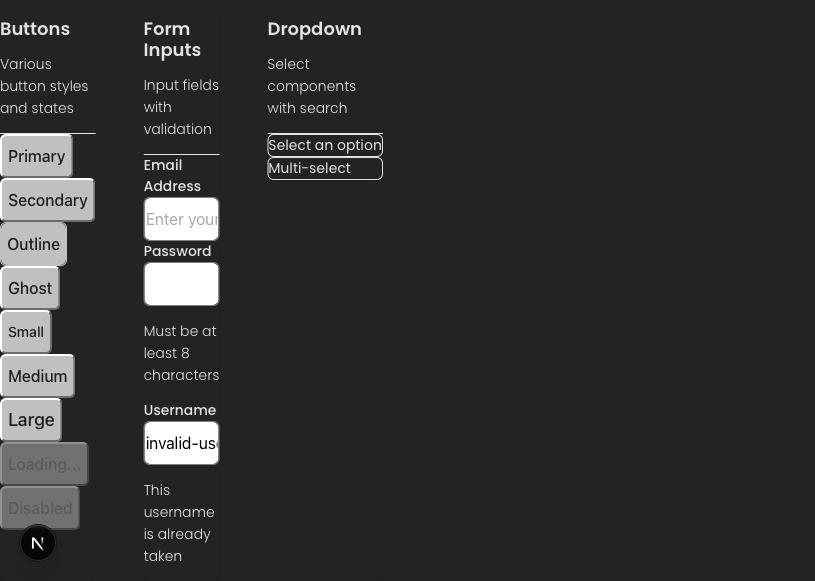 Buttons
Various
button styles
and states
Primary
Secondary
Outline
Ghost
Small
Medium
Large
Loading...
Disabled
N
Form
Inputs
Input fields
with
validation
Email
Address
Enter your
Password
Must be at
least 8
characters
Username
invalid-use
This
username
is already
taken
Dropdown
Select
components
with search
Select an option
Multi-select